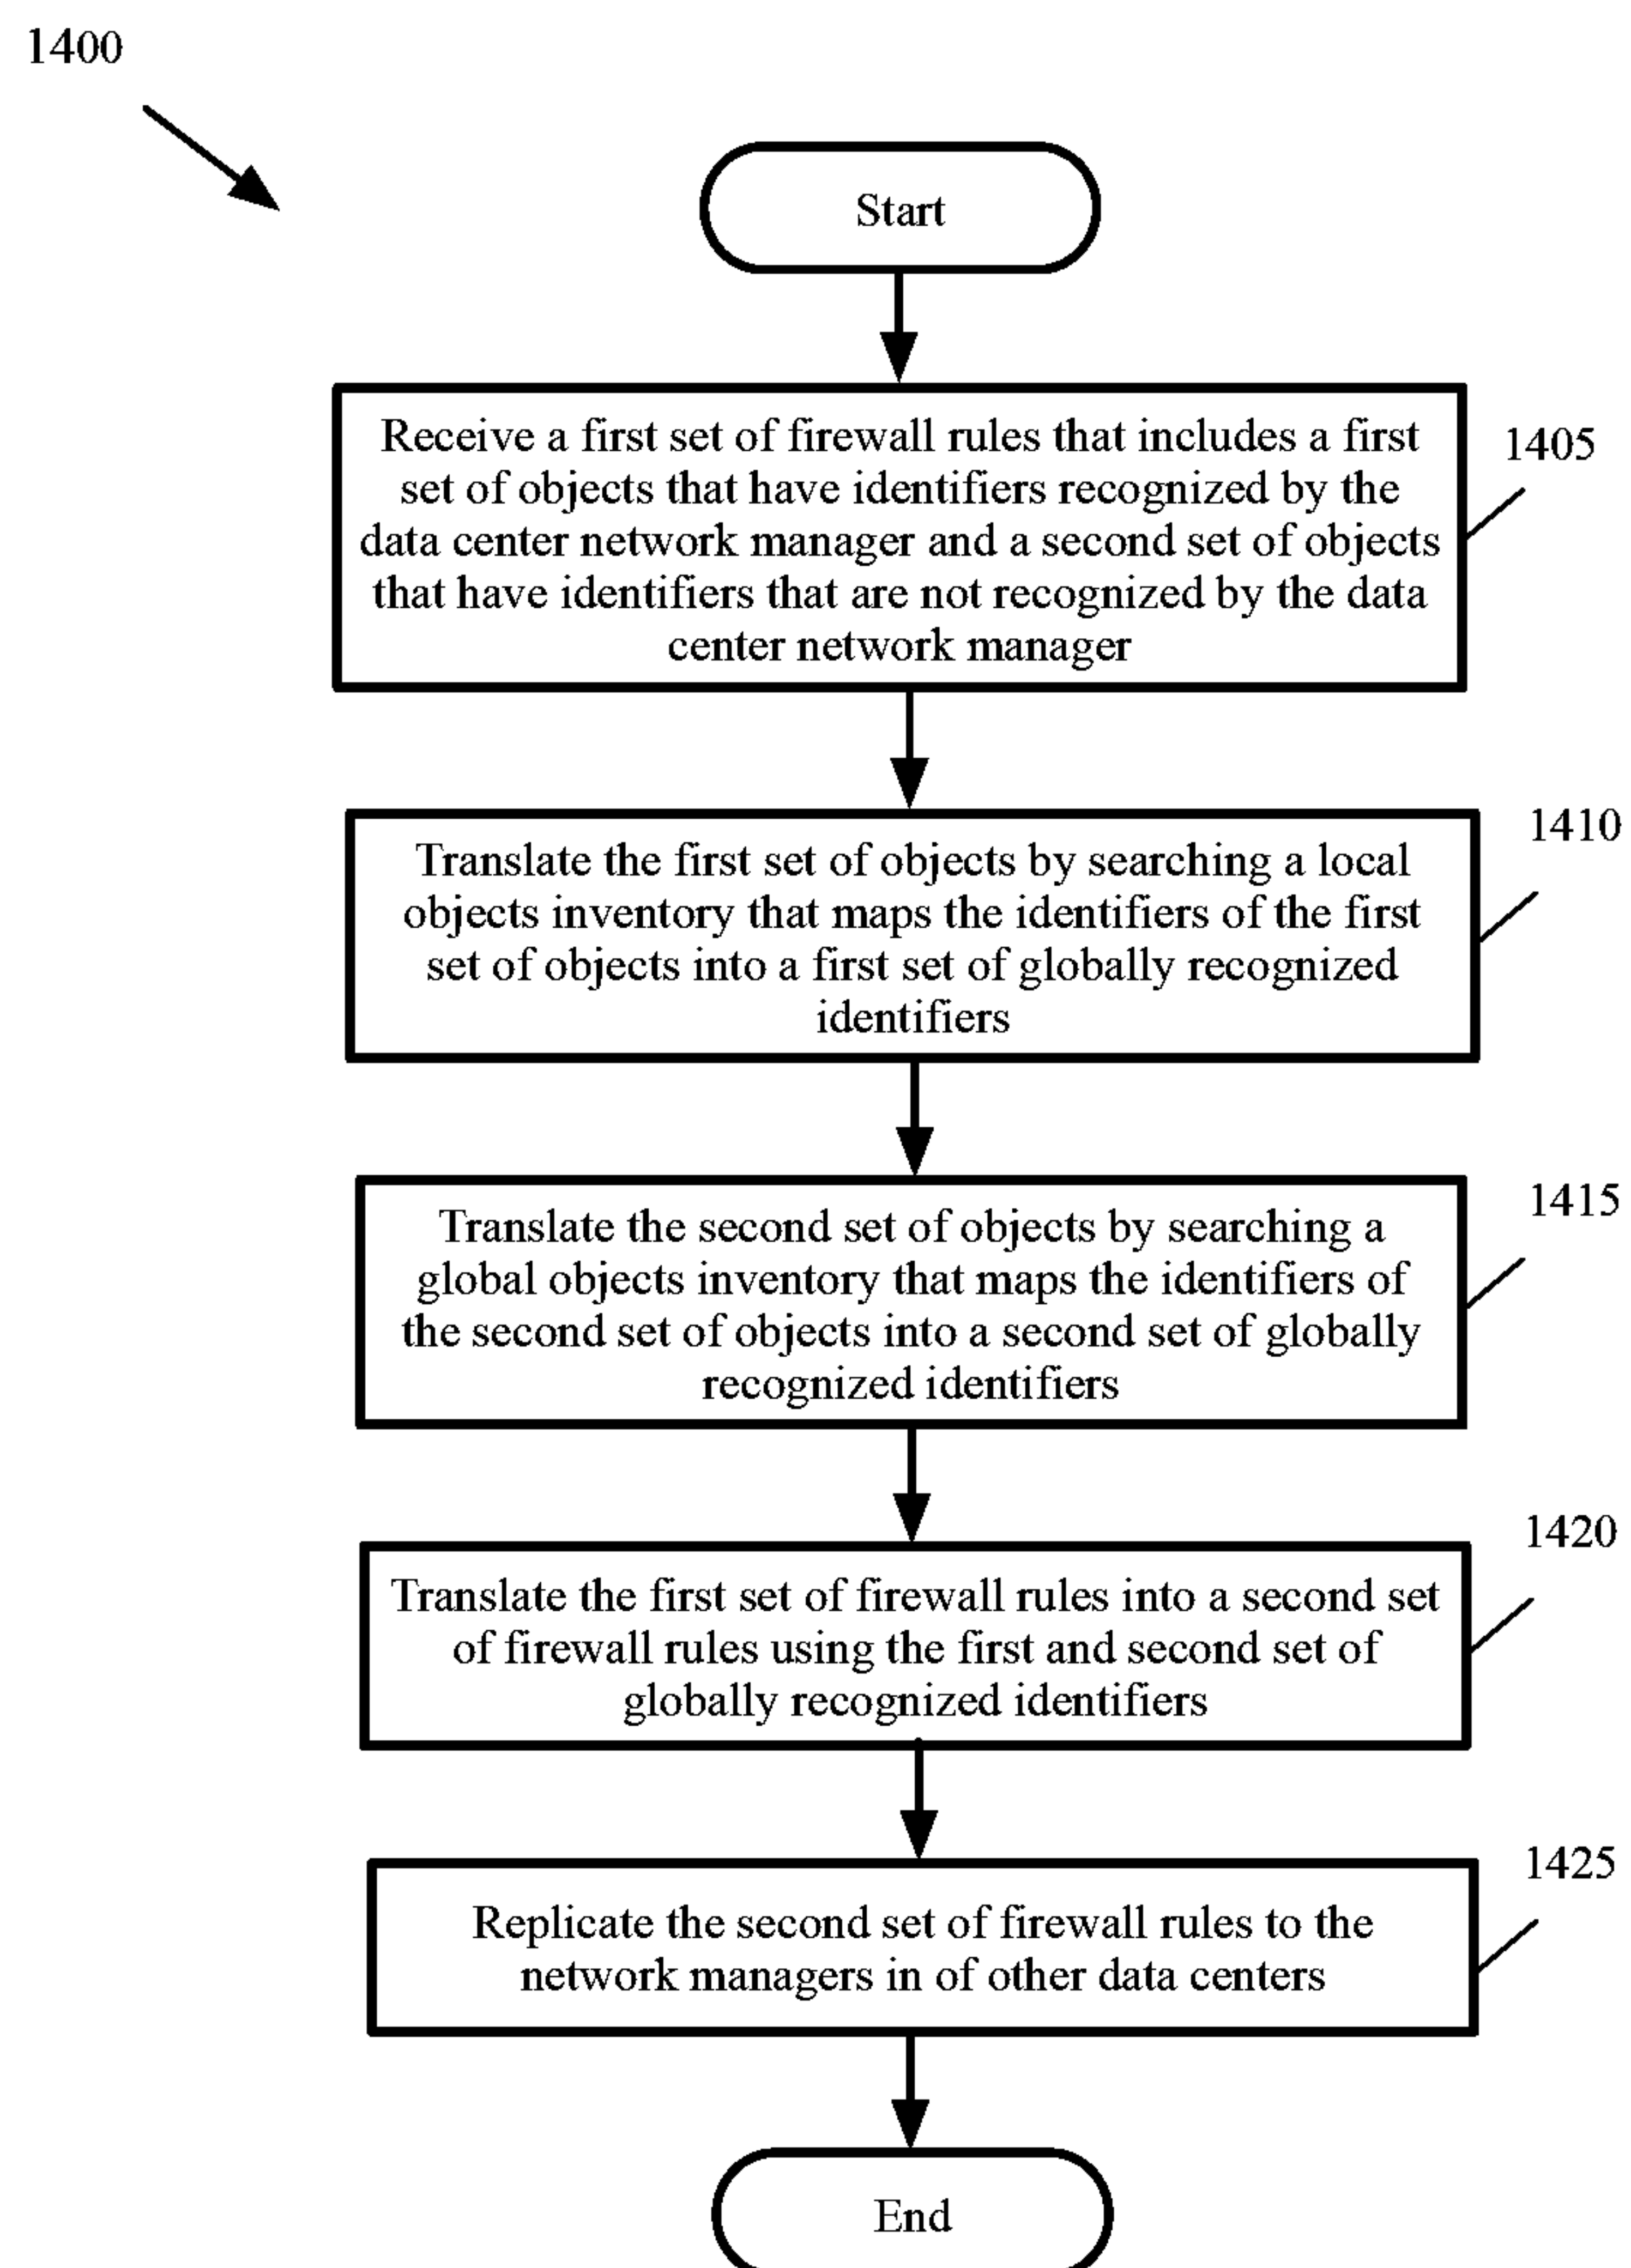 1400
Start
Receive a first set of firewall rules that includes a first
set of objects that have identifiers recognized by the
data center network manager and a second set of objects
that have identifiers that are not recognized by the data
center network manager
1405
Translate the first set of objects by searching a local
objects inventory that maps the identifiers of the first
set of objects into a first set of globally recognized
identifiers
1410
Translate the second set of objects by searching a
global objects inventory that maps the identifiers of
the second set of objects into a second set of globally
recognized identifiers
1415
Translate the first set of firewall rules into a second set
of firewall rules using the first and second set of
globally recognized identifiers
1420
Replicate the second set of firewall rules to the
network managers in of other data centers
1425
End